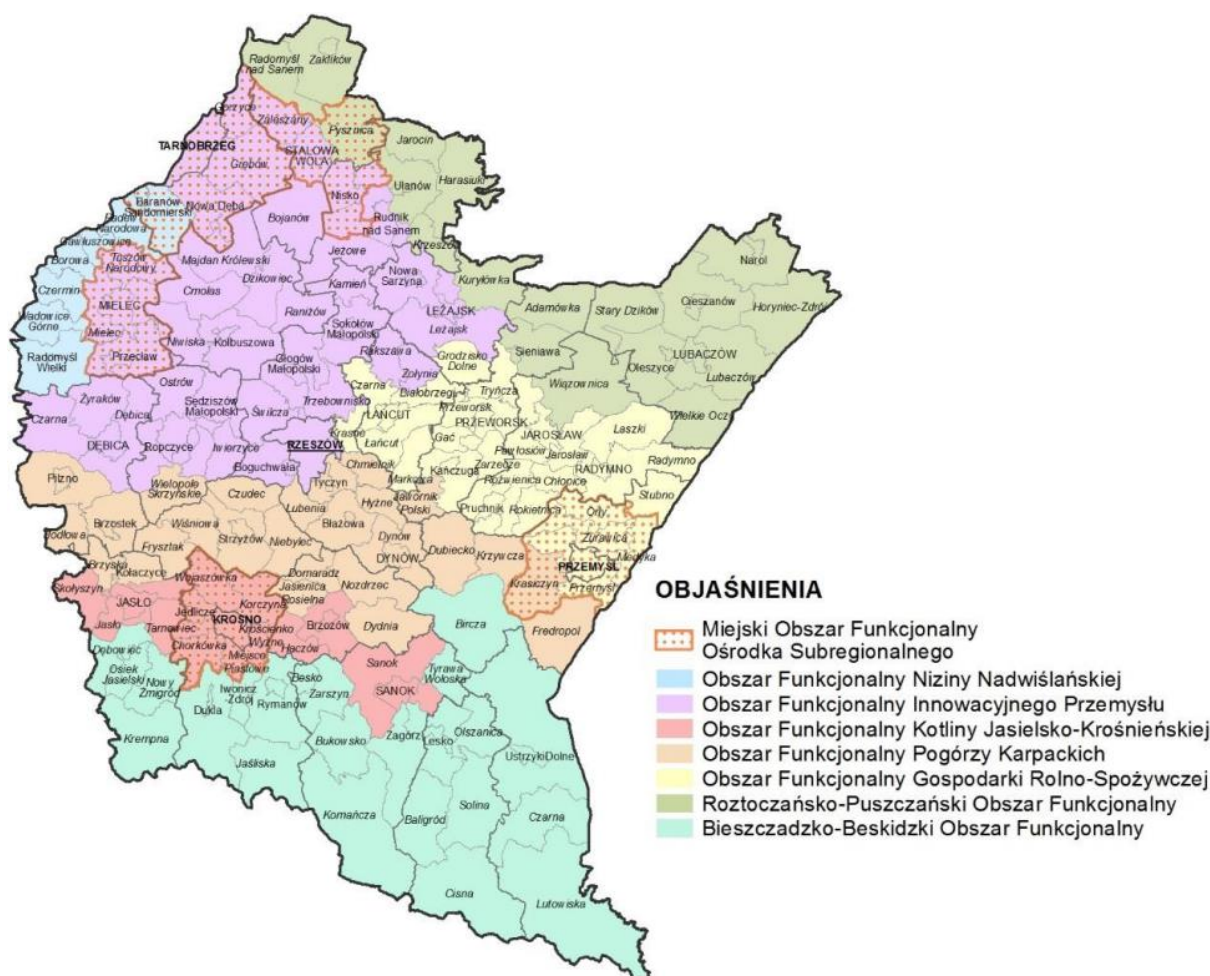 Radomyśl
nad Sanem
Zaklików
Gorzyce
Zaleszany
Pysznica
TARNOBRZEG
STALOWA
WOLA
Jarocin
Grębów
Harasiuki
Ulanów
Nisko
Baranów
Sandomierski
Nowa Dęba
Rudnik
nad Sanem
Padew
Narodowa
Bojanów
Gawłuszowice
Krzeszów
Borowa
Tuszów
Narodowy
Majdan Królewski
Jeżowe
Narol
Dzikowiec
Kamień
Nowa
Sarzyna
Kuryłówka
Czermin
Cmolas
Adamówka
Stary Dzików
Cieszanów
Horyniec-Zdrój
MIELEC
Raniżów
LEŻAJSK
Wadowice
Górne
Sokołów
Małopolski
Leżajsk
Mielec
Niwiska
Kolbuszowa
Sieniawa
LUBACZÓW
Radomyśl
Wielki
Przecław
Głogów
Małopolski
Rakszawa
Grodzisko
Dolne
Oleszyce
Lubaczów
Ostrów
Żołynia
Wiązownica
Żyraków
Sędziszów
Małopolski
Czarna
Białobrzegi
Tryńcza
Wielkie Oczy
Czarna
Dębica
Świlcza
Trzebownisko
ŁAŃCUT
Przeworsk
PRZEWORSK
Laszki
Krasne
JAROSŁAW
DĘBICA
Ropczyce
Iwierzyce
RZESZÓW
Łańcut
Gać
Pawłosiów
Jarosław
Boguchwała
Zarzecze
RADYMNO
Radymno
Chmielnik
Kańczuga
Pilzno
Wielopole
Skrzyńskie
Czudec
Tyczyn
Markowa
Roźwienica
Chłopice
Stubno
Lubenia
Hyżne
Jawornik
Polski
Pruchnik
Rokietnica
Orły
Brzostek
Wiśniowa
Błażowa
Jodłowa
Strzyżów
Niebylec
Dynów
Żurawica
Frysztak
DYNÓW
Dubiecko
Krzywcza
Medyka
Brzyska
Kołaczyce
Domaradz
PRZEMYŚL
Skołyszyn
Wojaszówka
Jasienica
Rosielna
Nozdrzec
Krasiczyn
Przemyśl
JASŁO
Jedlicze
Korczyna
KROSNO
Brzozów
Dydnia
Bircza
Fredropol
Jasło
Tarnowiec
Krościenko
Wyżne
Chorkówka
Haczów
Dębowiec
Miejsce
Piastowe
Sanok
Osiek
Jasielski
Nowy
Żmigród
Besko
Tyrawa
Wołoska
Iwonicz
Zdrój
Zarszyn
SANOK
Dukla
Rymanów
Krempna
Bukowsko
Zagórz
Lesko
Olszanica
Jaśliska
Ustrzyki Dolne
Komańcza
Baligród
Solina
Czarna
Cisna
Lutowiska
OBJAŚNIENIA
Miejski Obszar Funkcjonalny
Ośrodka Subregionalnego
Obszar Funkcjonalny Niziny Nadwiślańskiej
Obszar Funkcjonalny Innowacyjnego Przemysłu
Obszar Funkcjonalny Kotliny Jasielsko-Krośnieńskiej
Obszar Funkcjonalny Pogórzy Karpackich
Obszar Funkcjonalny Gospodarki Rolno-Spożywczej
Roztoczańsko-Puszczański Obszar Funkcjonalny
Bieszczadzko-Beskidzki Obszar Funkcjonalny